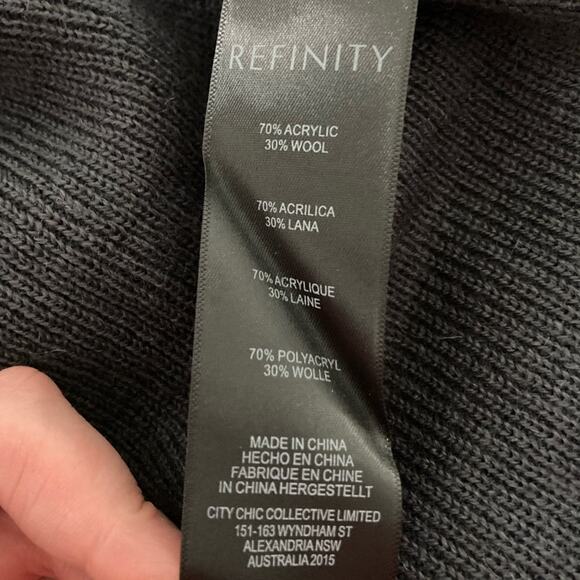 REFINITY
70% ACRYLIC
30% WOOL
70% ACRILICA
30% LANA
70% ACRYLIQUE
30% LAINE
70% POLYACRYL
30% WOLLE
MADE IN CHINA
HECHO EN CHINA
FABRIQUE EN CHINE
IN CHINA HERGESTELLT
CITY CHIC COLLECTIVE LIMITED
151-163 WYNDHAM ST
ALEXANDRIA NSW
AUSTRALIA 2015